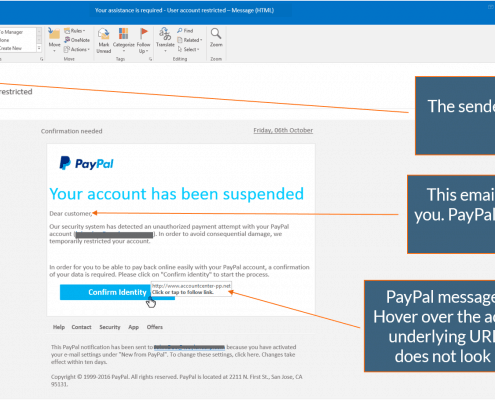 Your assistance is required - User account restricted – Message (HTML)
To Manager
Done
Create New
Move
Rules
OneNote
Actions
Mark Unread
Categorize
Follow Up
Translate
Find
Related
Select
Zoom
Move
Tags
Editing
Zoom
restricted
Confirmation needed
Friday, 06th October
PayPal
Your account has been suspended
Dear customer,
Our security system has detected an unauthorized payment attempt with your PayPal
account [ ]. In order to avoid consequential damage, we
temporarily restricted your account.
In order for you to be able to pay back online easily with your PayPal account, a confirmation
of your data is required. Please click on "Confirm identity" to start the process.
Confirm Identity
http://www.accountcenter-pp.net
Click or tap to follow link.
Help Contact Security App Offers
This PayPal notification has been sent to because you have activated
your e-mail settings under "New from PayPal". To change these settings, click here. Changes take
effect within ten days.
Copyright © 1999-2016 PayPal. All rights reserved. PayPal is located at 2211 N. First St., San Jose, CA
95131.
The sende
This emai
you. PayPal
PayPal message
Hover over the ac
underlying URL
does not look